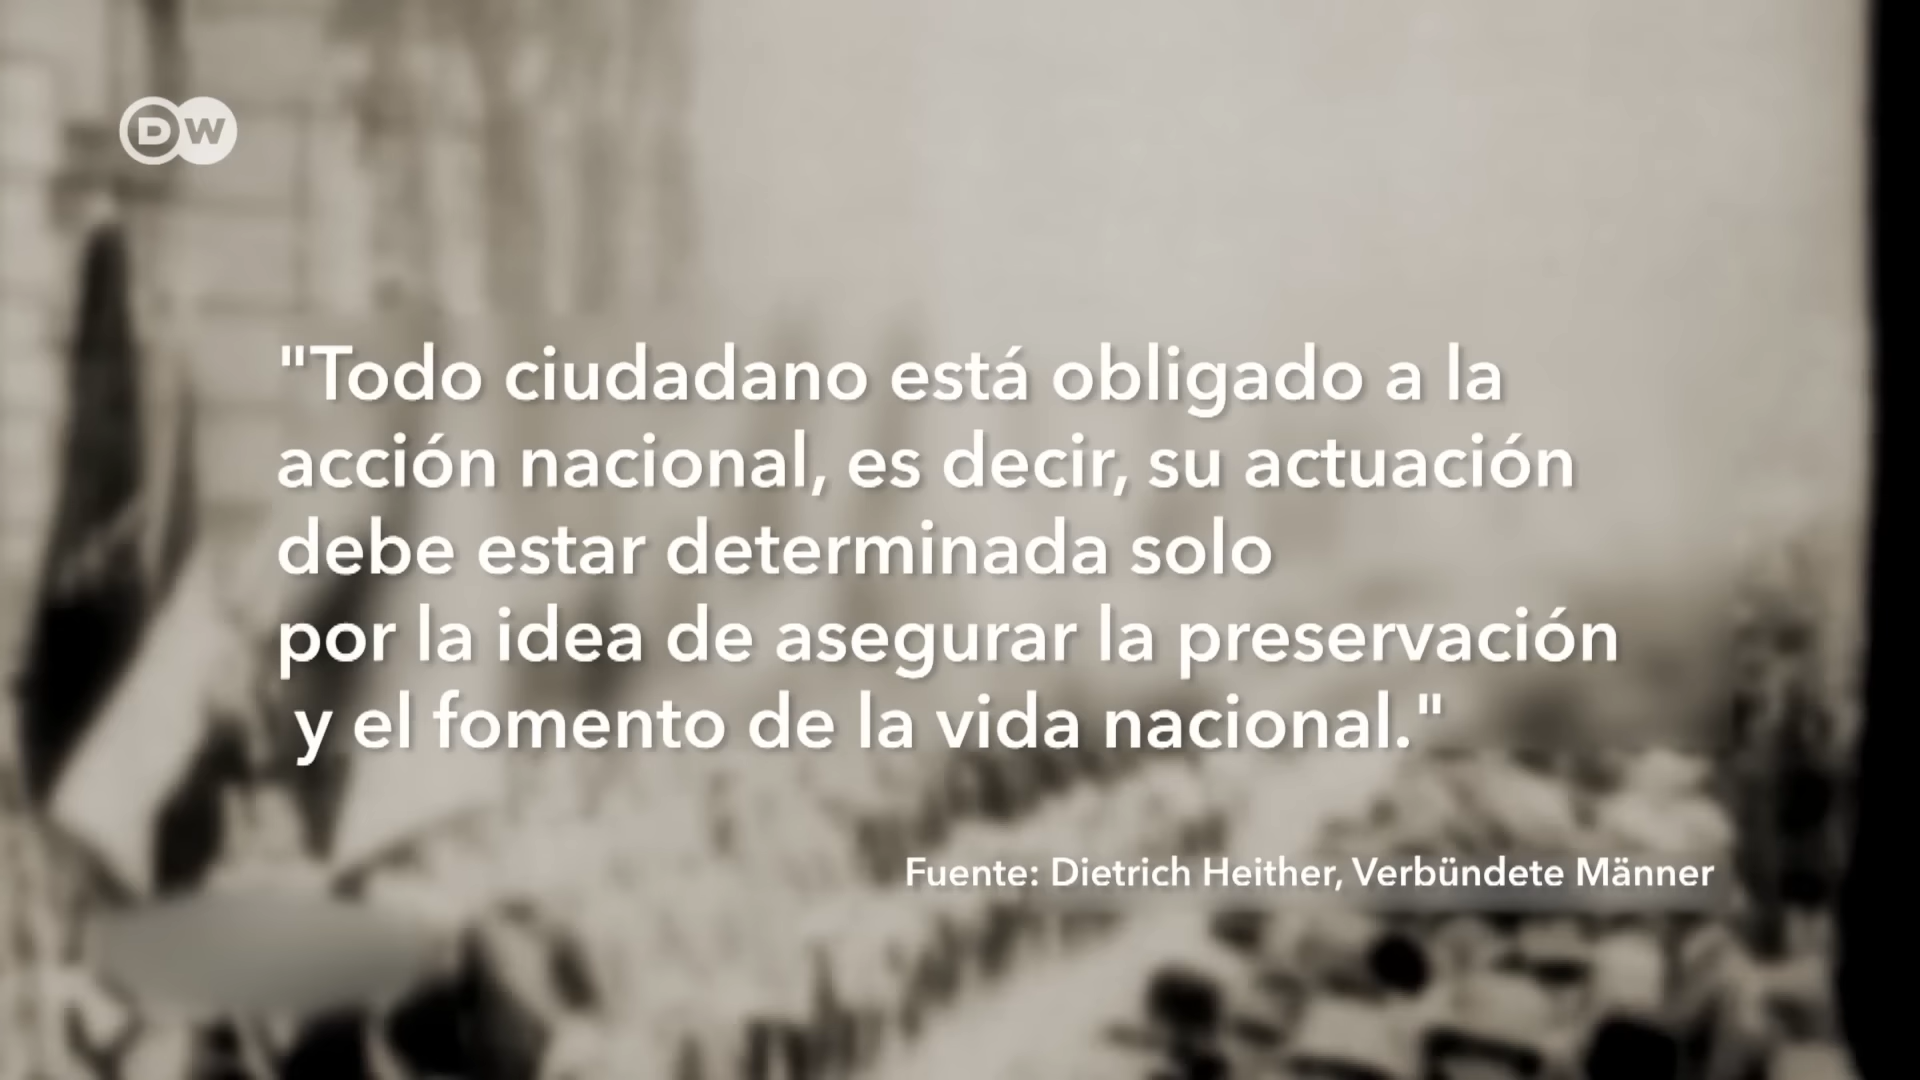 DW
"Todo ciudadano está obligado a la
acción nacional, es decir, su actuación
debe estar determinada solo
por la idea de asegurar la preservación
y el fomento de la vida nacional."
Fuente: Dietrich Heither, Verbündete Männer